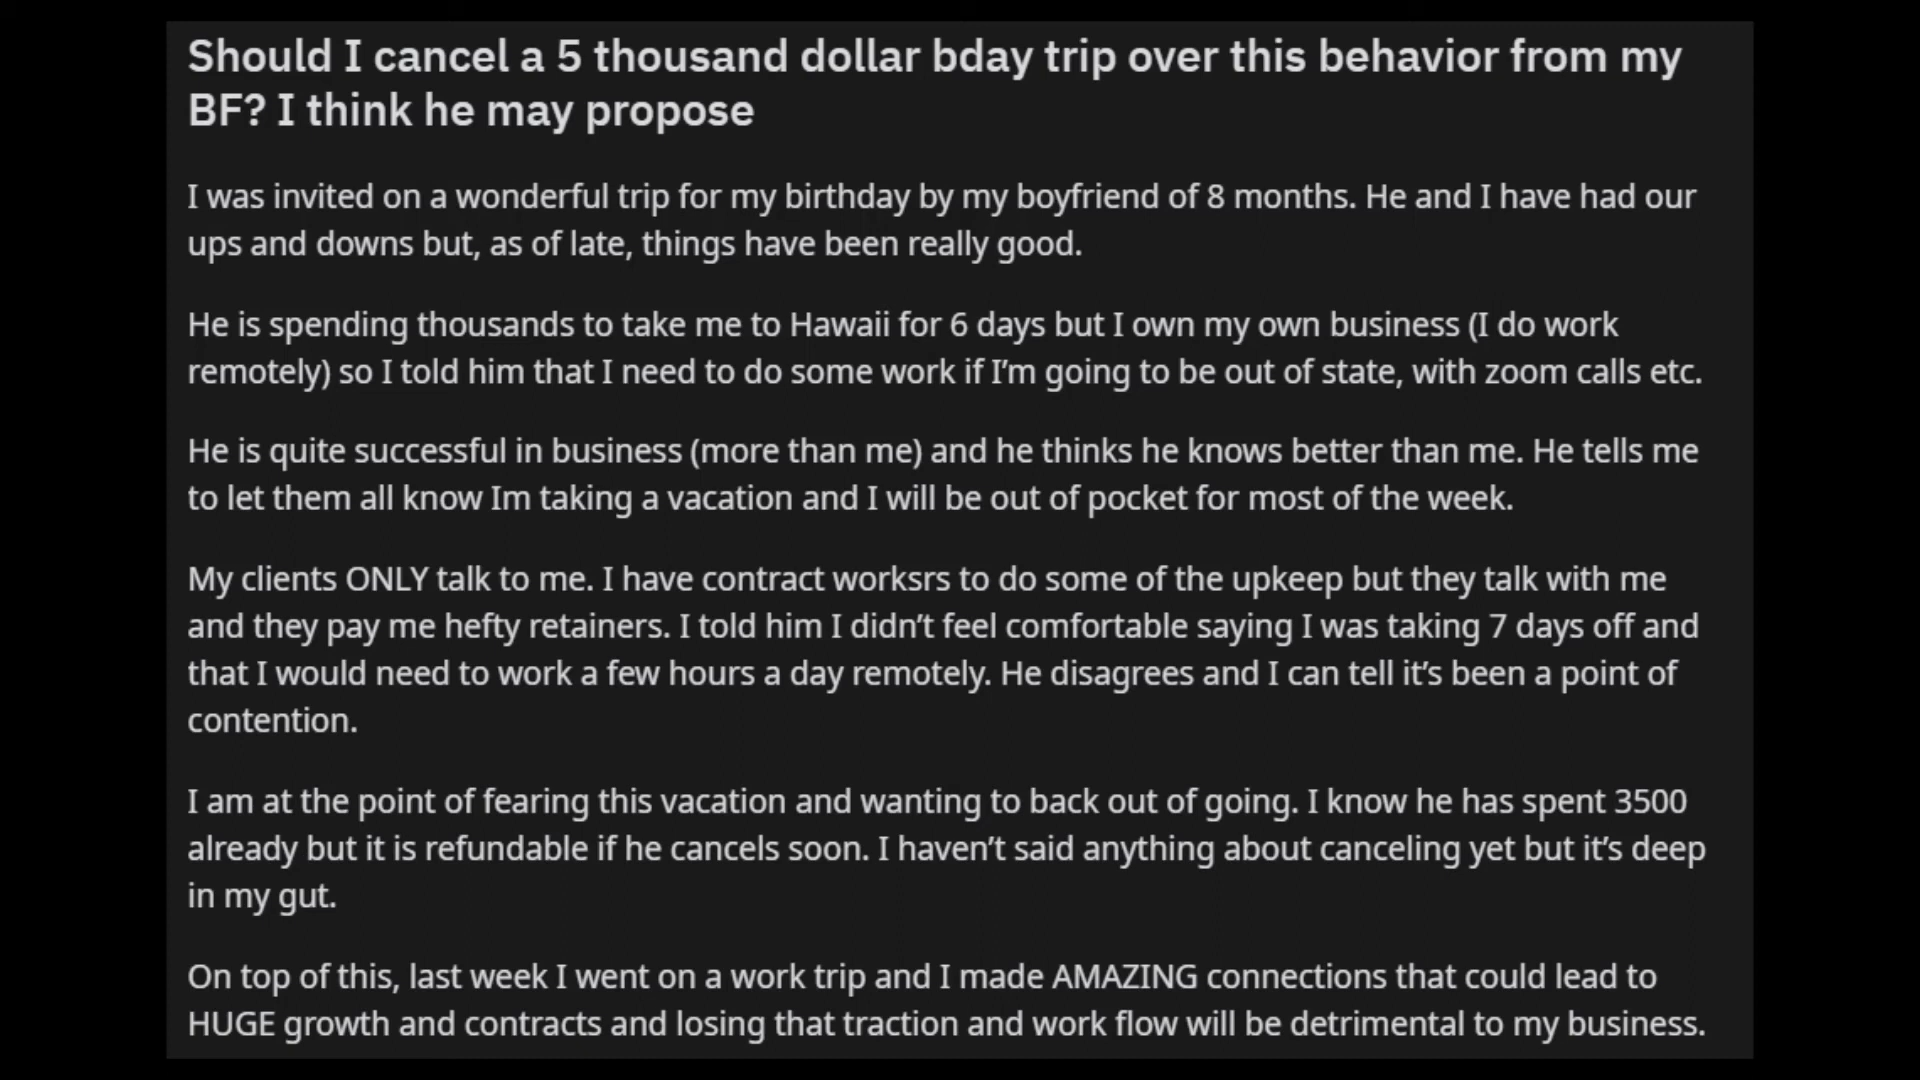 Should I cancel a 5 thousand dollar bday trip over this behavior from my
BF? I think he may propose
I was invited on a wonderful trip for my birthday by my boyfriend of 8 months. He and I have had our
ups and downs but, as of late, things have been really good.
He is spending thousands to take me to Hawaii for 6 days but I own my own business (I do work
remotely) so I told him that I need to do some work if I’m going to be out of state, with zoom calls etc.
He is quite successful in business (more than me) and he thinks he knows better than me. He tells me
to let them all know Im taking a vacation and I will be out of pocket for most of the week.
My clients ONLY talk to me. I have contract worksrs to do some of the upkeep but they talk with me
and they pay me hefty retainers. I told him I didn’t feel comfortable saying I was taking 7 days off and
that I would need to work a few hours a day remotely. He disagrees and I can tell it’s been a point of
contention.
I am at the point of fearing this vacation and wanting to back out of going. I know he has spent 3500
already but it is refundable if he cancels soon. I haven’t said anything about canceling yet but it’s deep
in my gut.
On top of this, last week I went on a work trip and I made AMAZING connections that could lead to
HUGE growth and contracts and losing that traction and work flow will be detrimental to my business.